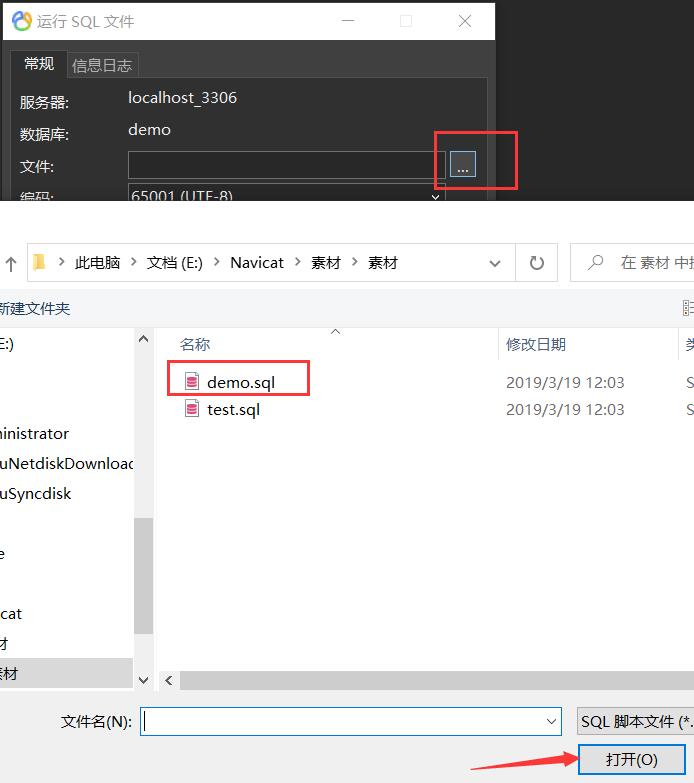 运行 SQL 文件
常规 信息日志
服务器: localhost_3306
数据库: demo
文件: ...
编码: 65001 (UTF-8)
此电脑 文档 (E:) Navicat 素材 素材 在 素材 中
新建文件夹
E:)
名称 修改日期
demo.sql 2019/3/19 12:03 S
test.sql 2019/3/19 12:03 S
ninistrator
uNetdiskDownload
uSyncdisk
e
cat
材
素材
文件名(N): SQL 脚本文件 (*.
打开(O)